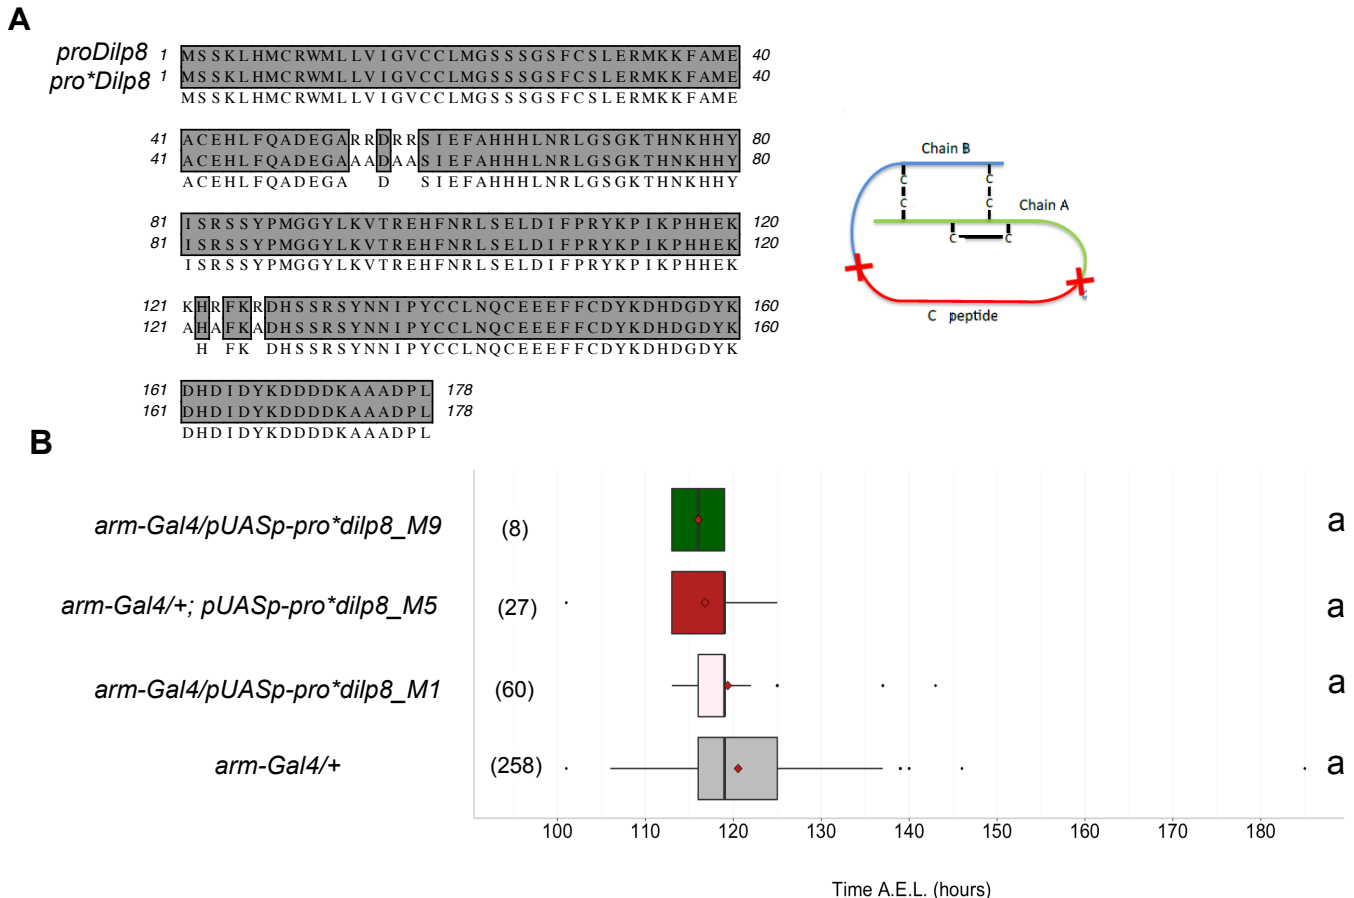 A
proDilp8 1 MSSKLHMCRWMLLVIGVCCLMGSSSGSFCSLERMKKFAME 40
pro*Dilp8 1 MSSKLHMCRWMLLVIGVCCLMGSSSGSFCSLERMKKFAME 40
MSSKLHMCRWMLLVIGVCCLMGSSSGSFCSLERMKKFAME
41 ACEHLFQADEGARRDRRSIEFAHHHLNRLGSGKTHNKHHY 80
41 ACEHLFQADEGAAADAASIEFAHHHLNRLGSGKTHNKHHY 80
ACEHLFQADEGA D SIEFAHHHLNRLGSGKTHNKHHY
81 ISRSSYPMGGYLKVTREHFNRLSELDIFPRYKPIKPHHEK 120
81 ISRSSYPMGGYLKVTREHFNRLSELDIFPRYKPIKPHHEK 120
ISRSSYPMGGYLKVTREHFNRLSELDIFPRYKPIKPHHEK
121 KHRFKRDHSSRSYNNIPYCCLNQCEEEFFCDYKDHDGDYK 160
121 AHAFKADHSSRSYNNIPYCCLNQCEEEFFCDYKDHDGDYK 160
H FK DHSSRSYNNIPYCCLNQCEEEFFCDYKDHDGDYK
161 DHDIDYKDDDDKAAADPL 178
161 DHDIDYKDDDDKAAADPL 178
DHDIDYKDDDDKAAADPL
Chain B
C C
C C
Chain A
C C
C peptide
B
arm-Gal4/pUASp-pro*dilp8_M9 (8) a
arm-Gal4/+; pUASp-pro*dilp8_M5 (27) a
arm-Gal4/pUASp-pro*dilp8_M1 (60) a
arm-Gal4/+ (258) a
100 110 120 130 140 150 160 170 180
Time A.E.L. (hours)